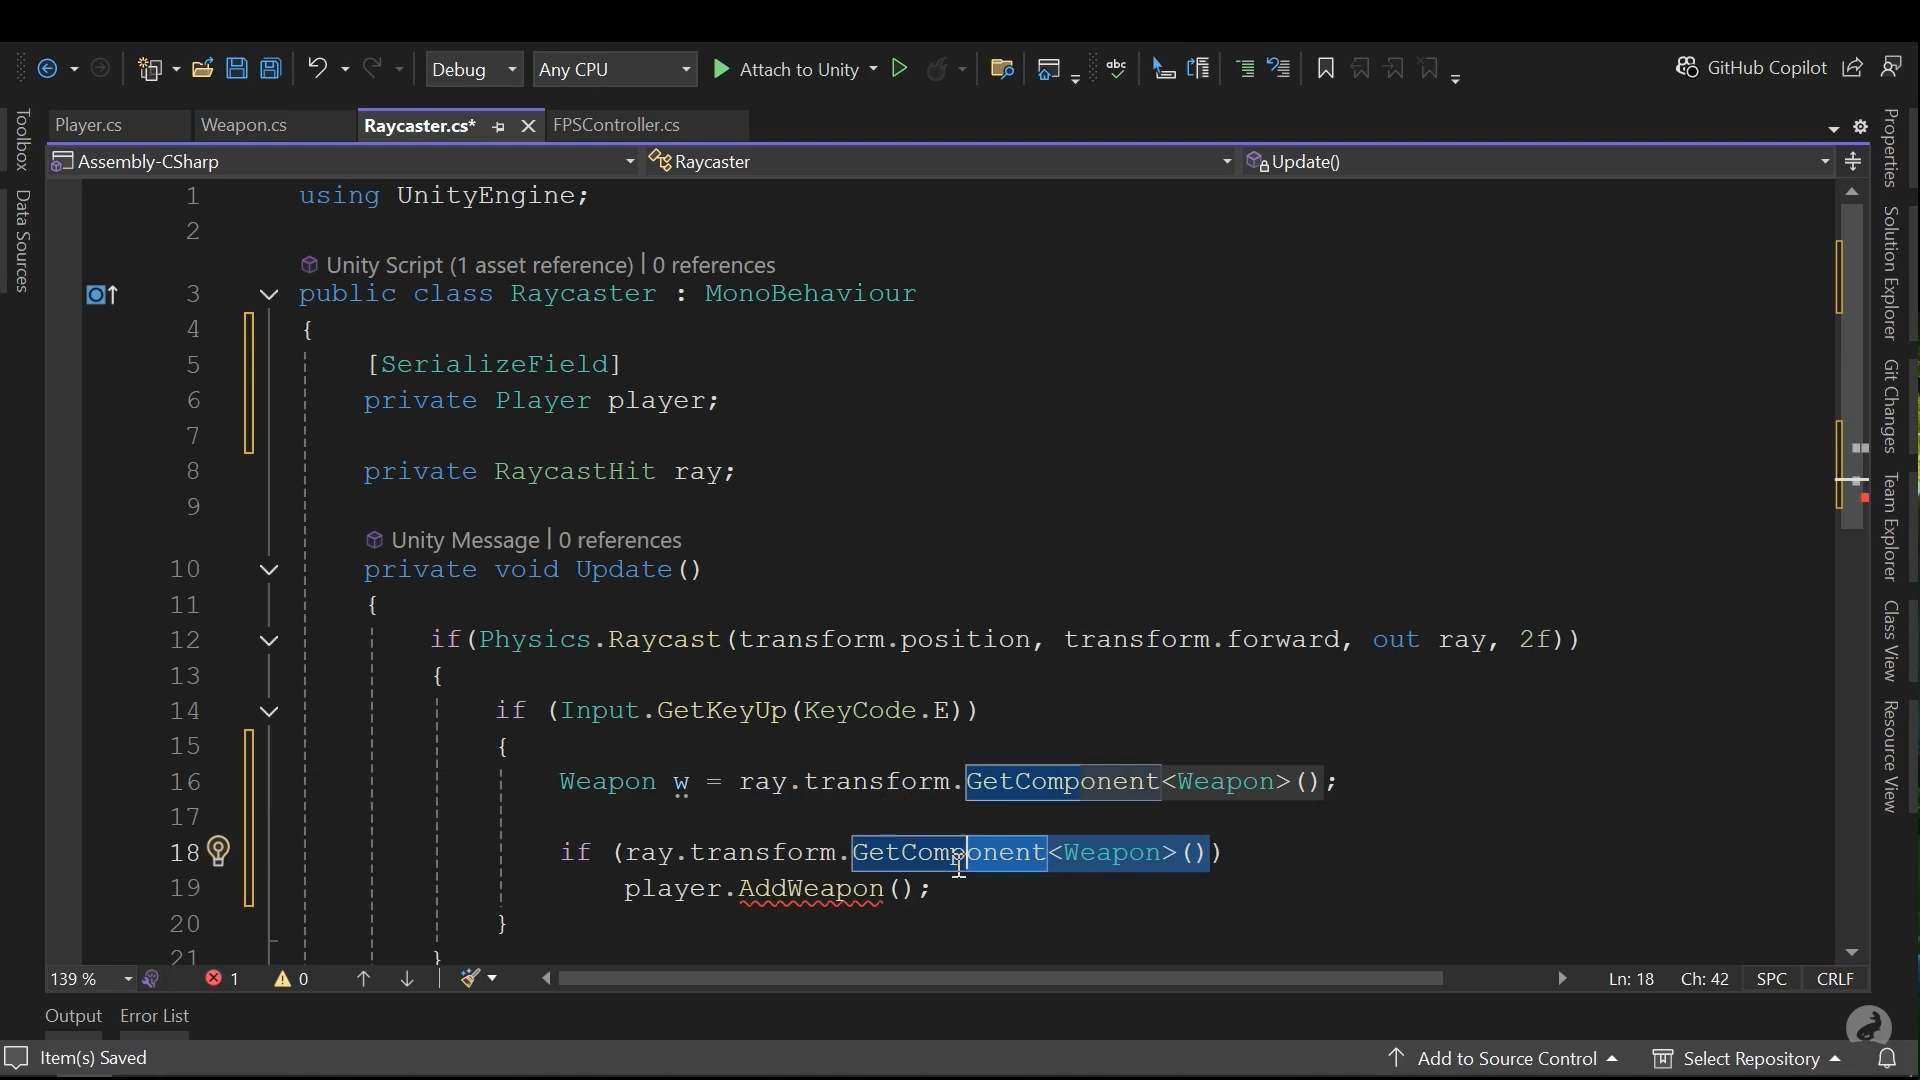 Debug
Any CPU
Attach to Unity
abc
GitHub Copilot
Toolbox
Data Sources
Player.cs
Weapon.cs
Raycaster.cs*
FPSController.cs
Assembly-CSharp
Raycaster
Update()
1 using UnityEngine;
2
Unity Script (1 asset reference) | 0 references
3 public class Raycaster : MonoBehaviour
4 {
5 [SerializeField]
6 private Player player;
7
8 private RaycastHit ray;
9
Unity Message | 0 references
10 private void Update()
11 {
12 if(Physics.Raycast(transform.position, transform.forward, out ray, 2f))
13 {
14 if (Input.GetKeyUp(KeyCode.E))
15 {
16 Weapon w = ray.transform.GetComponent<Weapon>();
17
18 if (ray.transform.GetComponent<Weapon>())
19 player.AddWeapon();
20 }
21 }
Properties
Solution Explorer
Git Changes
Team Explorer
Class View
Resource View
139 %
1
0
Ln: 18
Ch: 42
SPC
CRLF
Output
Error List
Item(s) Saved
Add to Source Control
Select Repository